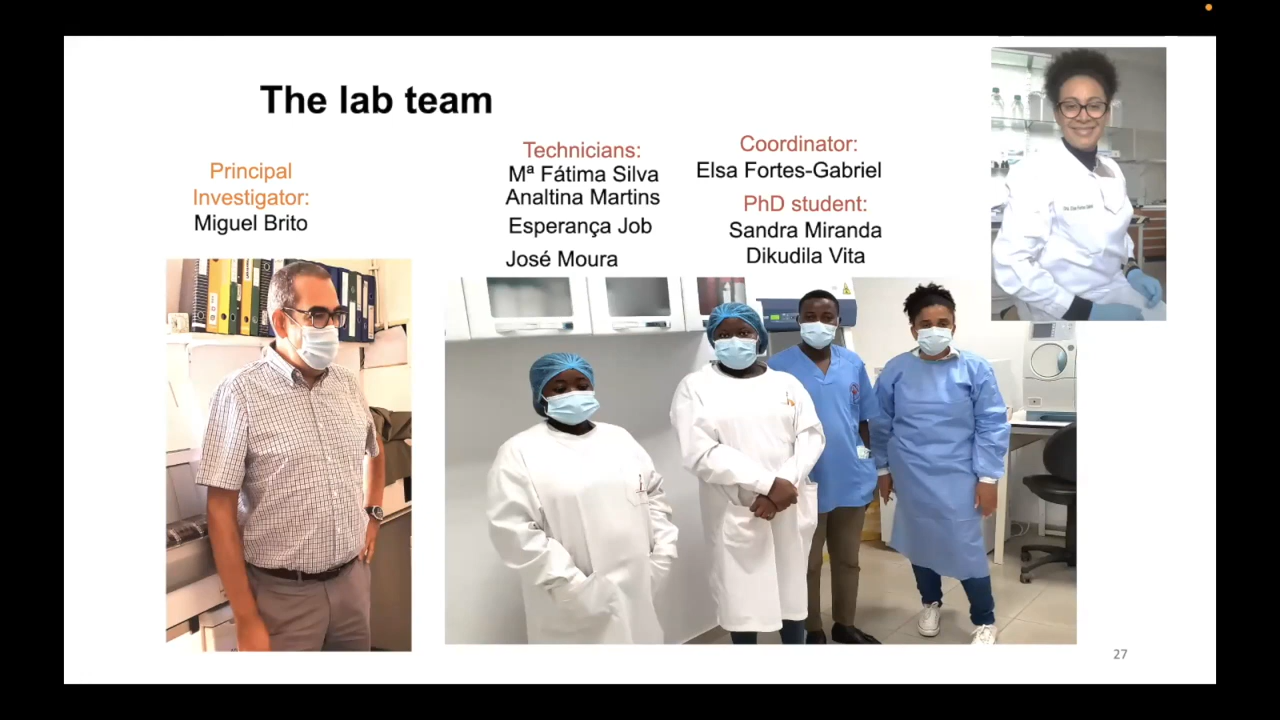 The lab team
Principal
Investigator:
Miguel Brito
Technicians:
Mª Fátima Silva
Analtina Martins
Esperança Job
José Moura
Coordinator:
Elsa Fortes-Gabriel
PhD student:
Sandra Miranda
Dikudila Vita
27